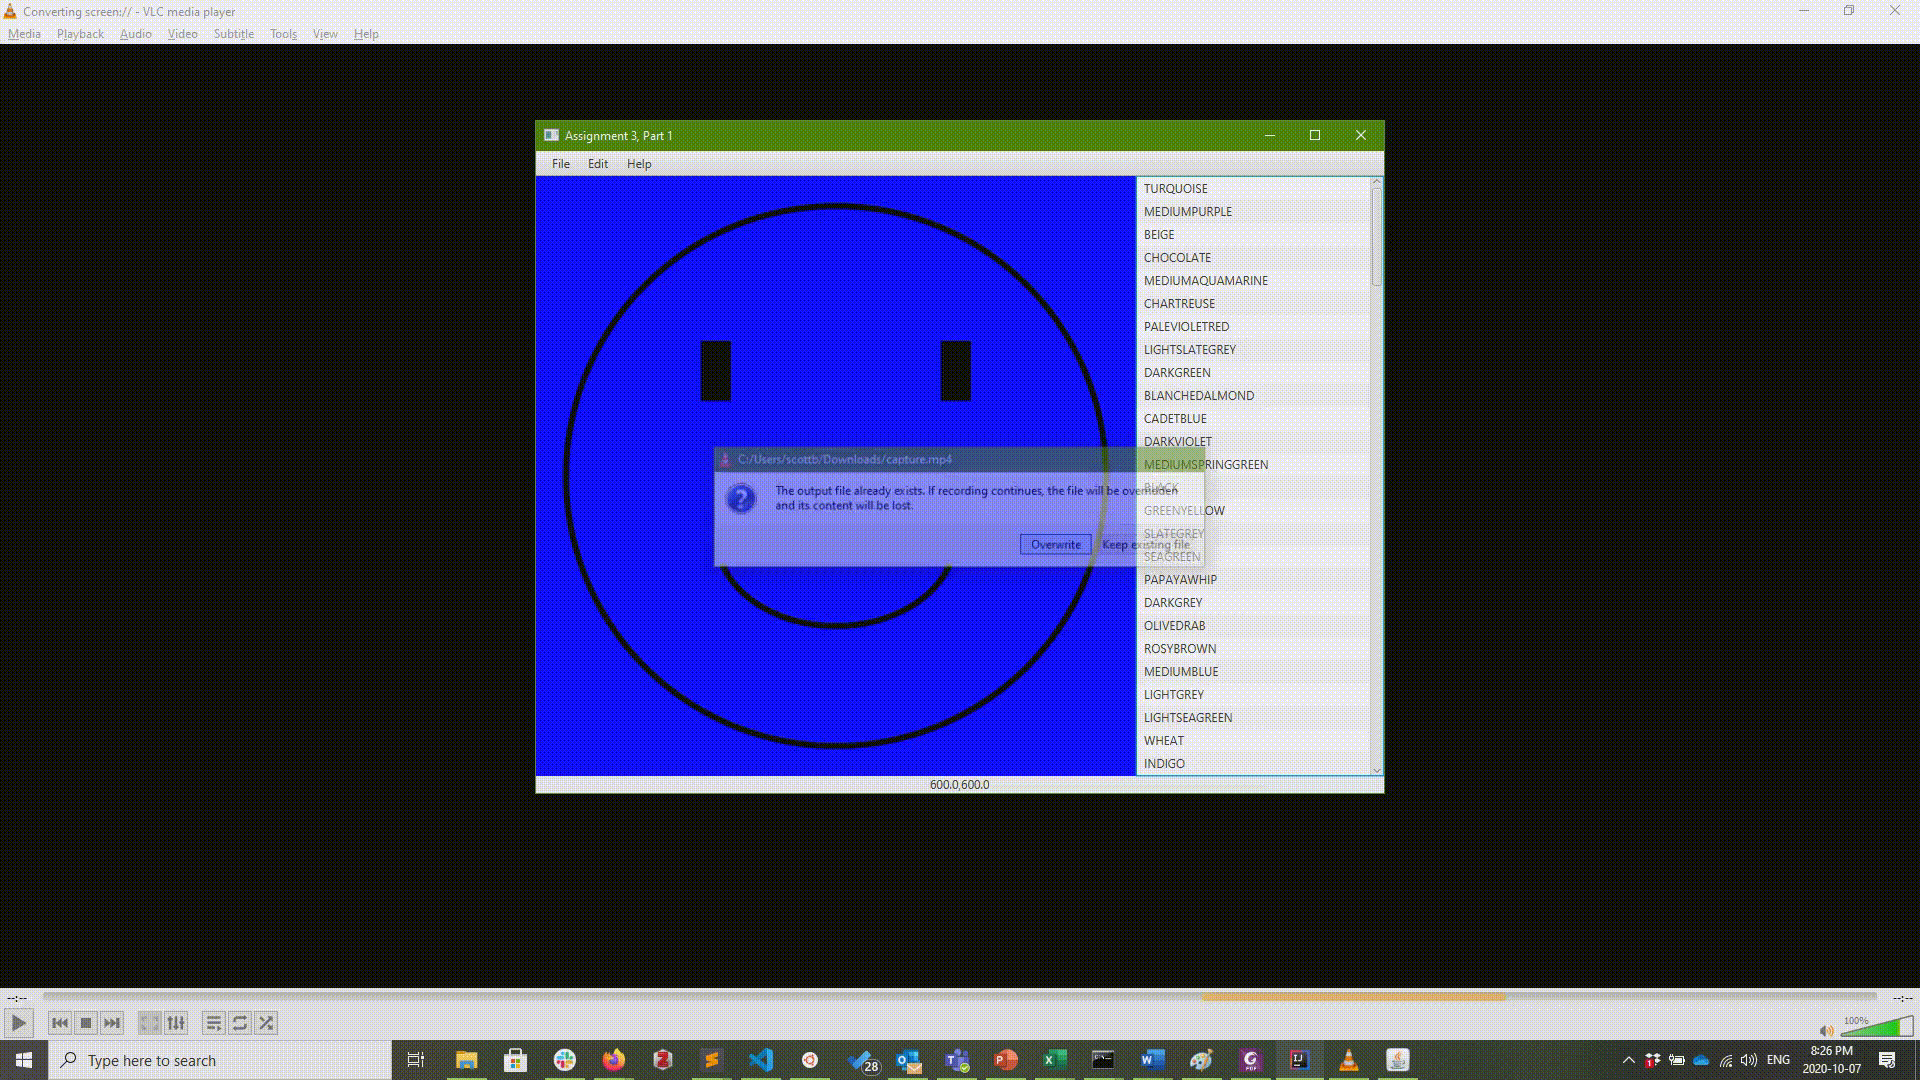 Converting screen:// - VLC media player
Media Playback Audio Video Subtitle Tools View Help
Assignment 3, Part 1
File Edit Help
TURQUOISE
MEDIUMPURPLE
BEIGE
CHOCOLATE
MEDIUMAQUAMARINE
CHARTREUSE
PALEVIOLETRED
LIGHTSLATEGREY
DARKGREEN
BLANCHEDALMOND
CADETBLUE
DARKVIOLET
MEDIUMSPRINGGREEN
BLACK
GREENYELLOW
SLATEGREY
SEAGREEN
PAPAYAWHIP
DARKGREY
OLIVEDRAB
ROSYBROWN
MEDIUMBLUE
LIGHTGREY
LIGHTSEAGREEN
WHEAT
INDIGO
C:/Users/scottb/Downloads/capture.mp4
The output file already exists. If recording continues, the file will be overridden
and its content will be lost.
Overwrite Keep existing file
600.0,600.0
--:-- --:--
100%
Type here to search
28
ENG
8:26 PM
2020-10-07